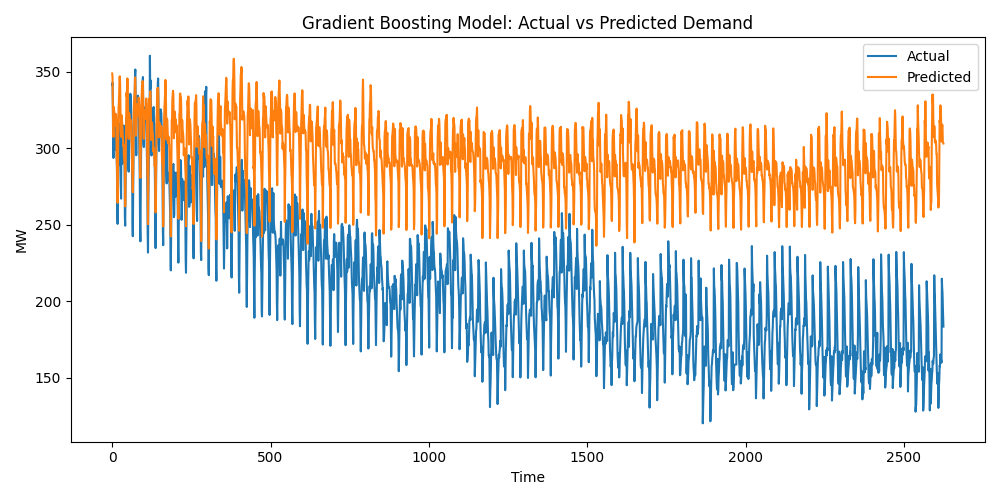 Gradient Boosting Model: Actual vs Predicted Demand
Actual
Predicted
MW
350
300
250
200
150
0
500
1000
1500
2000
2500
Time